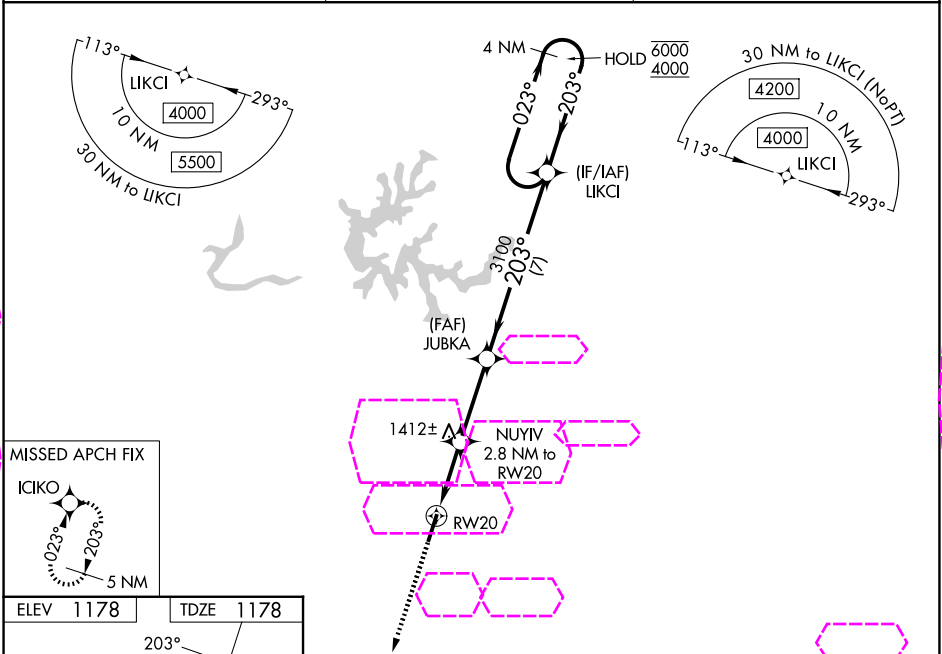 113°
LIKCI
293°
4000
10 NM
5500
30 NM to LIKCI
4 NM
HOLD 6000
4000
023°
203°
(IF/IAF)
LIKCI
30 NM to LIKCI (NoPT)
4200
10 NM
4000
113°
LIKCI
293°
3100
203°
(7)
(FAF)
JUBKA
1412±
NUYIV
2.8 NM to
RW20
RW20
MISSED APCH FIX
ICIKO
023°
203°
5 NM
ELEV 1178
TDZE 1178
203°